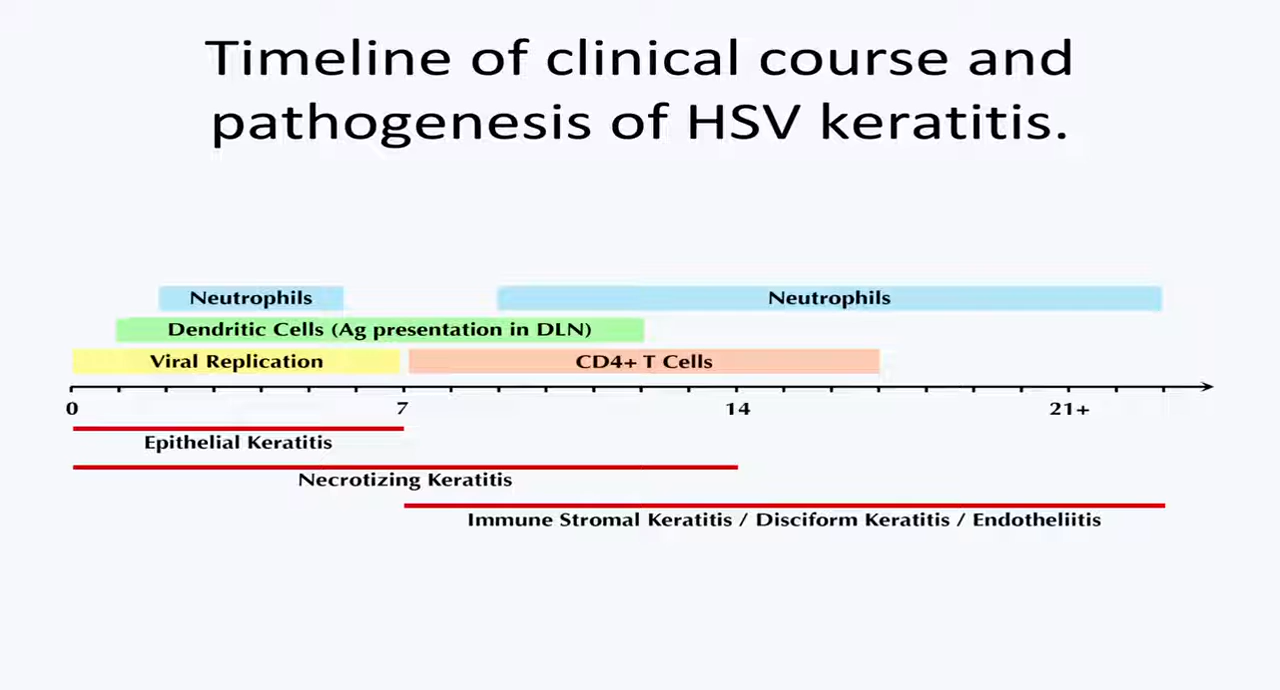 Timeline of clinical course and
pathogenesis of HSV keratitis.
Neutrophils Neutrophils
Dendritic Cells (Ag presentation in DLN)
Viral Replication CD4+ T Cells
0 7 14 21+
Epithelial Keratitis
Necrotizing Keratitis
Immune Stromal Keratitis / Disciform Keratitis / Endotheliitis